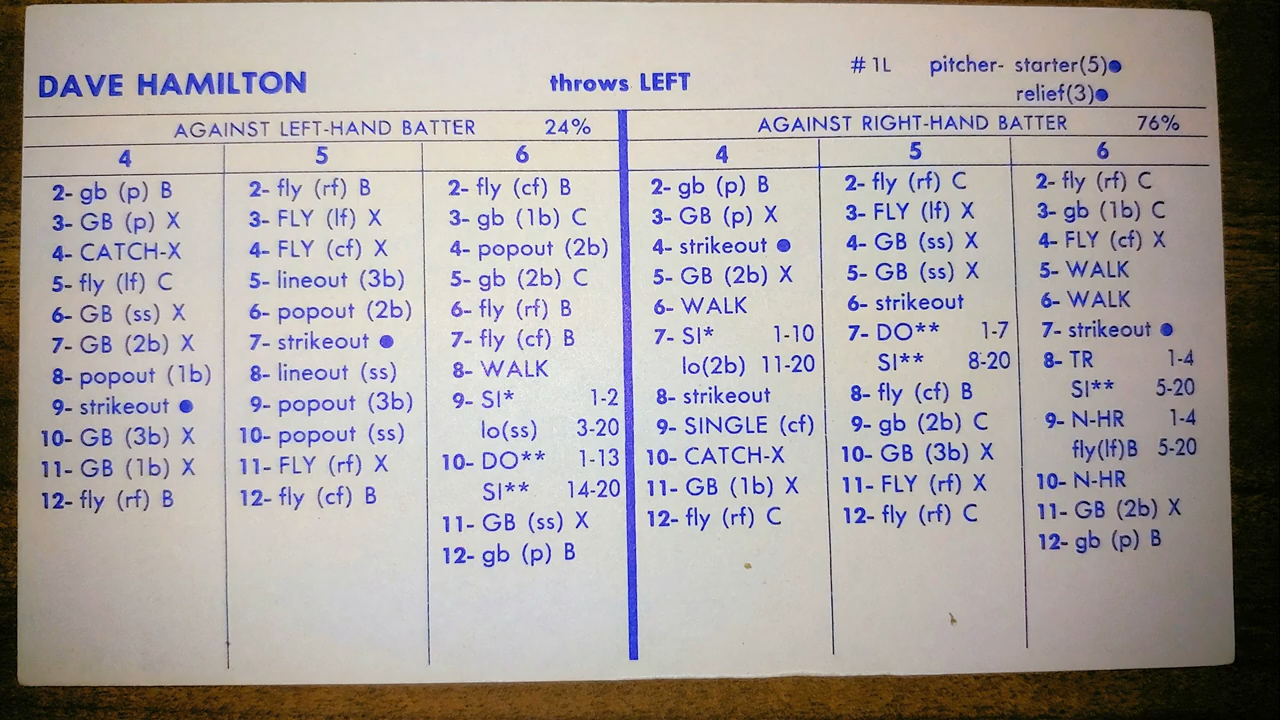 DAVE HAMILTON throws LEFT #1L pitcher- starter(5)●
relief(3)●
AGAINST LEFT-HAND BATTER 24%
4
2- gb (p) B
3- GB (p) X
4- CATCH-X
5- fly (lf) C
6- GB (ss) X
7- GB (2b) X
8- popout (1b)
9- strikeout ●
10- GB (3b) X
11- GB (1b) X
12- fly (rf) B
5
2- fly (rf) B
3- FLY (lf) X
4- FLY (cf) X
5- lineout (3b)
6- popout (2b)
7- strikeout ●
8- lineout (ss)
9- popout (3b)
10- popout (ss)
11- FLY (rf) X
12- fly (cf) B
6
2- fly (cf) B
3- gb (1b) C
4- popout (2b)
5- gb (2b) C
6- fly (rf) B
7- fly (cf) B
8- WALK
9- SI* 1-2
lo(ss) 3-20
10- DO** 1-13
SI** 14-20
11- GB (ss) X
12- gb (p) B
AGAINST RIGHT-HAND BATTER 76%
4
2- gb (p) B
3- GB (p) X
4- strikeout ●
5- GB (2b) X
6- WALK
7- SI* 1-10
lo(2b) 11-20
8- strikeout
9- SINGLE (cf)
10- CATCH-X
11- GB (1b) X
12- fly (rf) C
5
2- fly (rf) C
3- FLY (lf) X
4- GB (ss) X
5- GB (ss) X
6- strikeout
7- DO** 1-7
SI** 8-20
8- fly (cf) B
9- gb (2b) C
10- GB (3b) X
11- FLY (rf) X
12- fly (rf) C
6
2- fly (rf) C
3- gb (1b) C
4- FLY (cf) X
5- WALK
6- WALK
7- strikeout ●
8- TR 1-4
SI** 5-20
9- N-HR 1-4
fly(lf)B 5-20
10- N-HR
11- GB (2b) X
12- gb (p) B